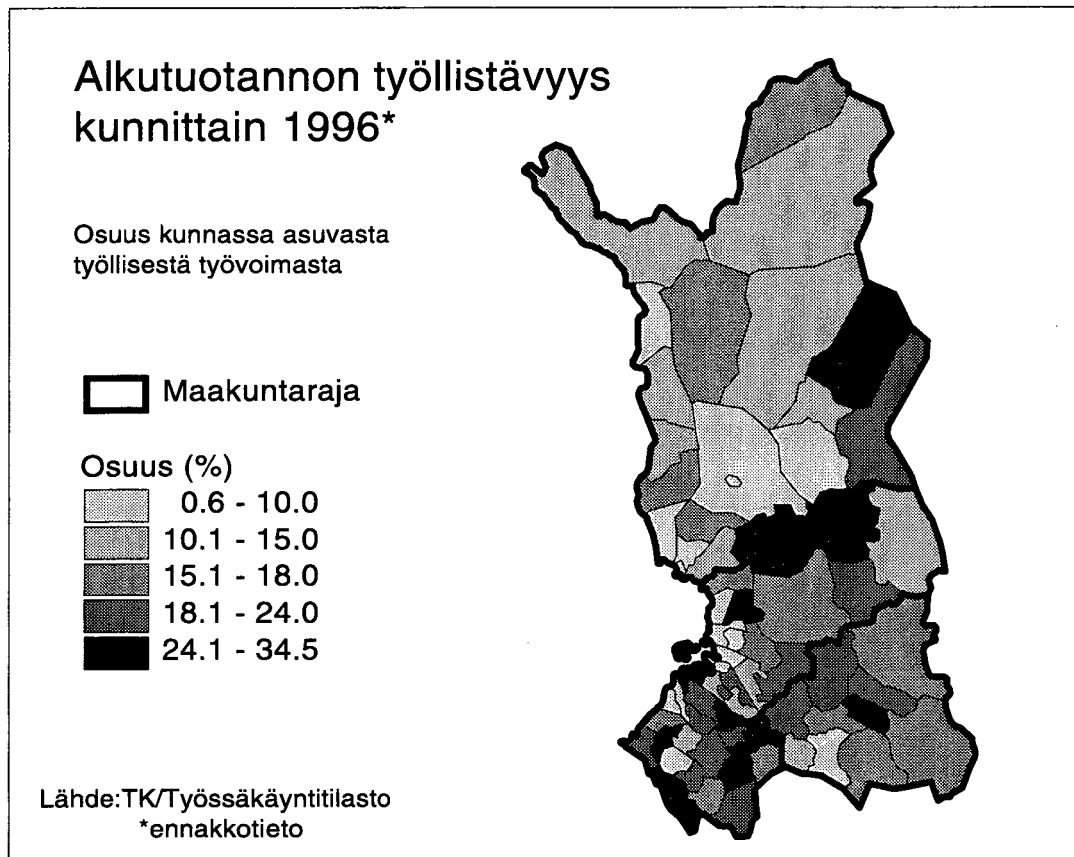 Alkutuotannon työllistävyys
kunnittain 1996*
Osuus kunnassa asuvasta
työllisestä työvoimasta
Maakuntaraja
Osuus (%)
0.6 - 10.0
10.1 - 15.0
15.1 - 18.0
18.1 - 24.0
24.1 - 34.5
Lähde:TK/Työssäkäyntitilasto
*ennakkotieto